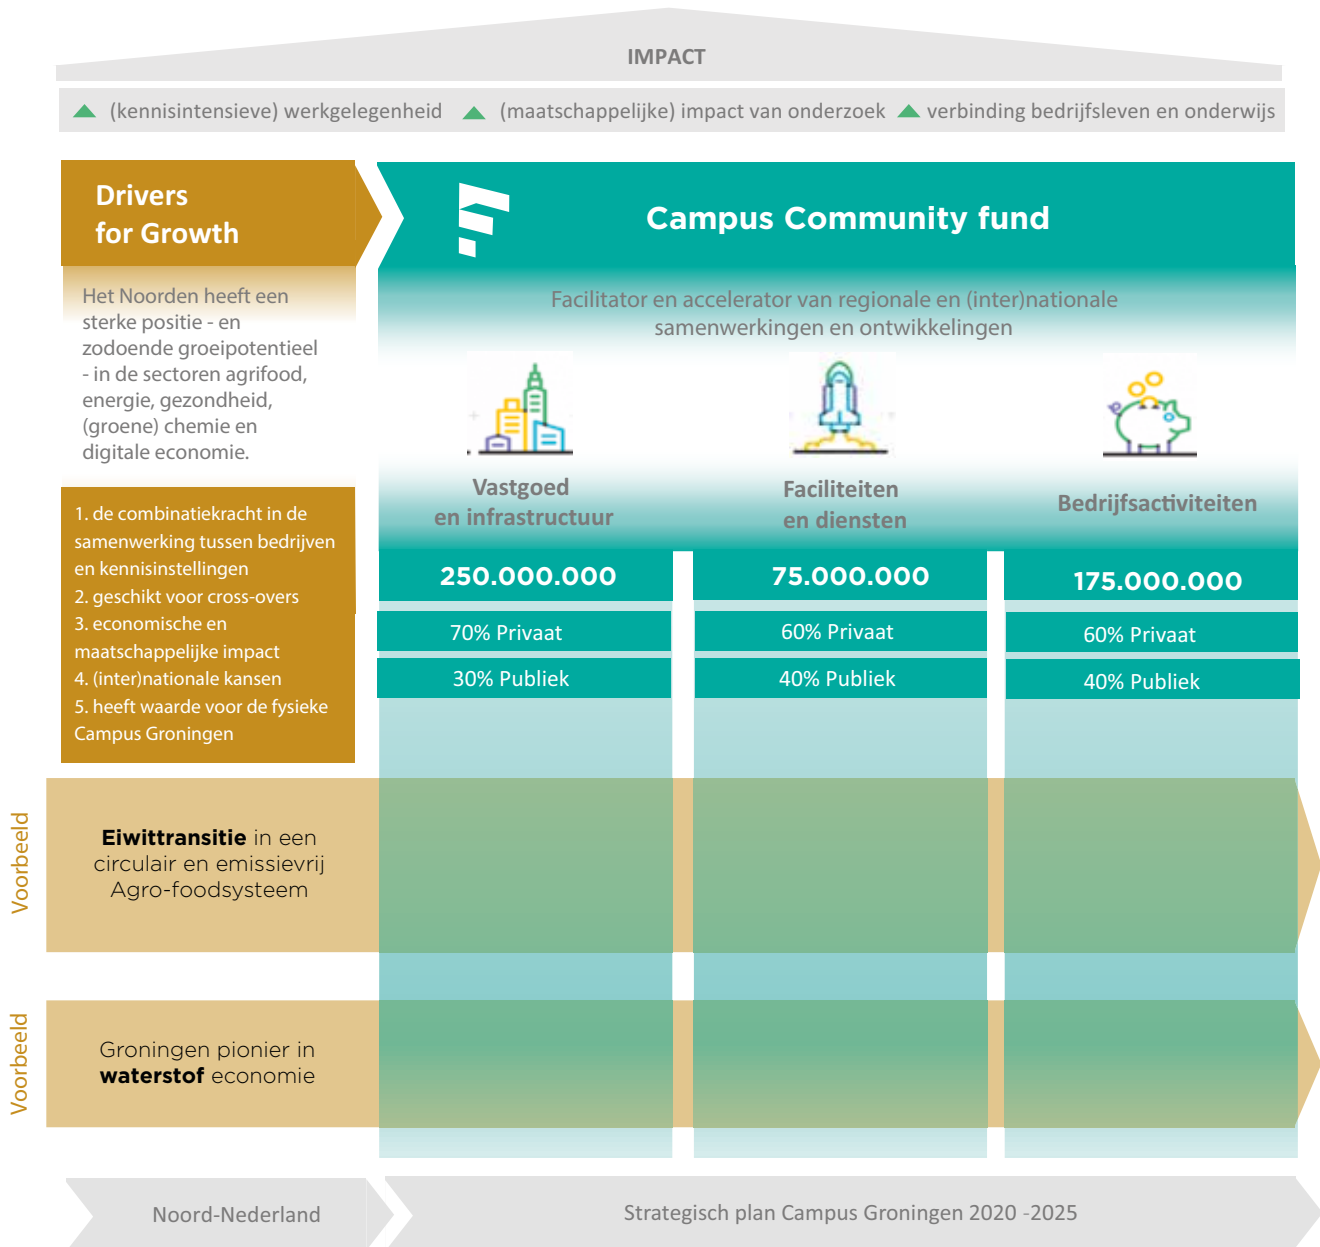 IMPACT
(kennisintensieve) werkgelegenheid
(maatschappelijke) impact van onderzoek
verbinding bedrijfsleven en onderwijs
Drivers
for Growth
Het Noorden heeft een
sterke positie - en
zodoende groeipotentieel
- in de sectoren agrifood,
energie, gezondheid,
(groene) chemie en
digitale economie.
1. de combinatiekracht in de
samenwerking tussen bedrijven
en kennisinstellingen
2. geschikt voor cross-overs
3. economische en
maatschappelijke impact
4. (inter)nationale kansen
5. heeft waarde voor de fysieke
Campus Groningen
Campus Community fund
Facilitator en accelerator van regionale en (inter)nationale
samenwerkingen en ontwikkelingen
Vastgoed
en infrastructuur
250.000.000
70% Privaat
30% Publiek
Faciliteiten
en diensten
75.000.000
60% Privaat
40% Publiek
Bedrijfsactiviteiten
175.000.000
60% Privaat
40% Publiek
Voorbeeld
Eiwittransitie in een
circulair en emissievrij
Agro-foodsysteem
Voorbeeld
Groningen pionier in
waterstof economie
Noord-Nederland
Strategisch plan Campus Groningen 2020 -2025